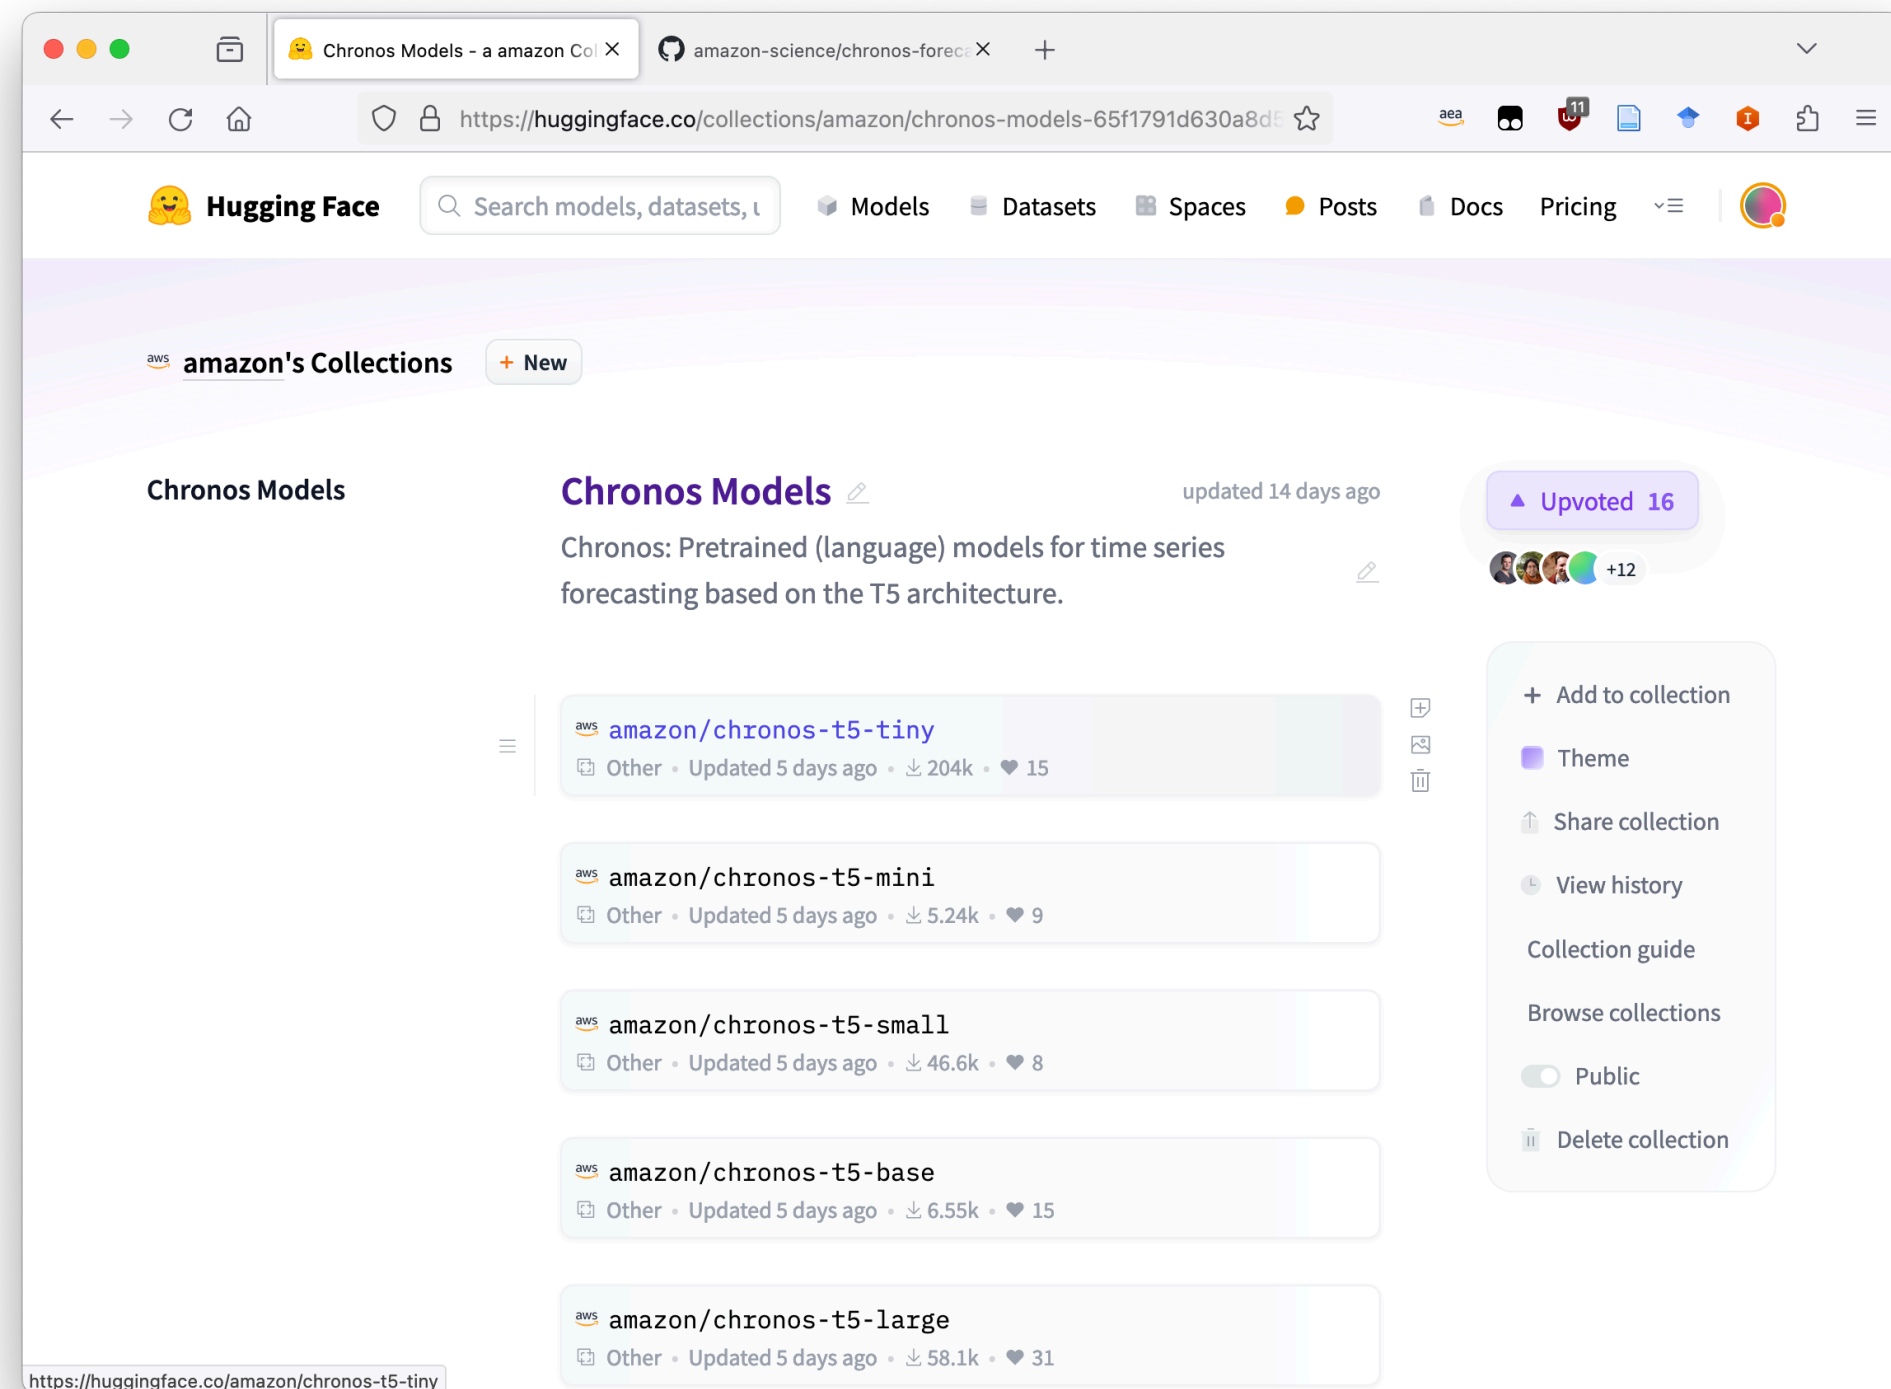 Chronos Models - a amazon Col
amazon-science/chronos-foreca
https://huggingface.co/collections/amazon/chronos-models-65f1791d630a8d5
aea
11
Hugging Face
Search models, datasets, u
Models
Datasets
Spaces
Posts
Docs
Pricing
aws amazon's Collections
+ New
Chronos Models
Chronos Models
updated 14 days ago
Upvoted 16
+12
Chronos: Pretrained (language) models for time series
forecasting based on the T5 architecture.
aws amazon/chronos-t5-tiny
Other • Updated 5 days ago • 204k • 15
aws amazon/chronos-t5-mini
Other • Updated 5 days ago • 5.24k • 9
aws amazon/chronos-t5-small
Other • Updated 5 days ago • 46.6k • 8
aws amazon/chronos-t5-base
Other • Updated 5 days ago • 6.55k • 15
aws amazon/chronos-t5-large
Other • Updated 5 days ago • 58.1k • 31
+ Add to collection
Theme
Share collection
View history
Collection guide
Browse collections
Public
Delete collection
https://huggingface.co/amazon/chronos-t5-tiny